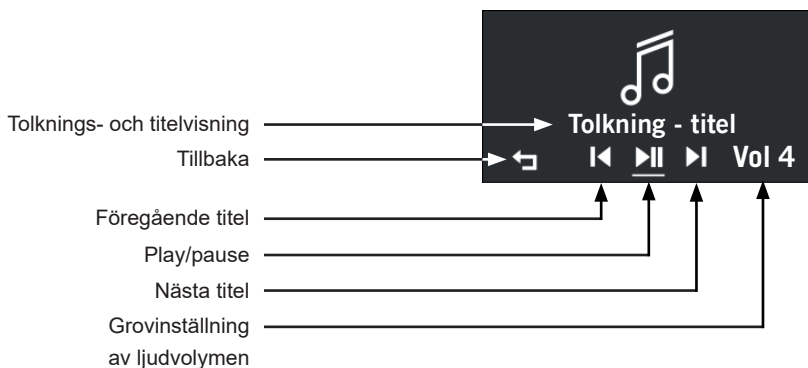 Tolknings- och titelvisning
Tolkning - titel
Tillbaka
Vol 4
Föregående titel
Play/pause
Nästa titel
Grovinställning
av ljudvolymen